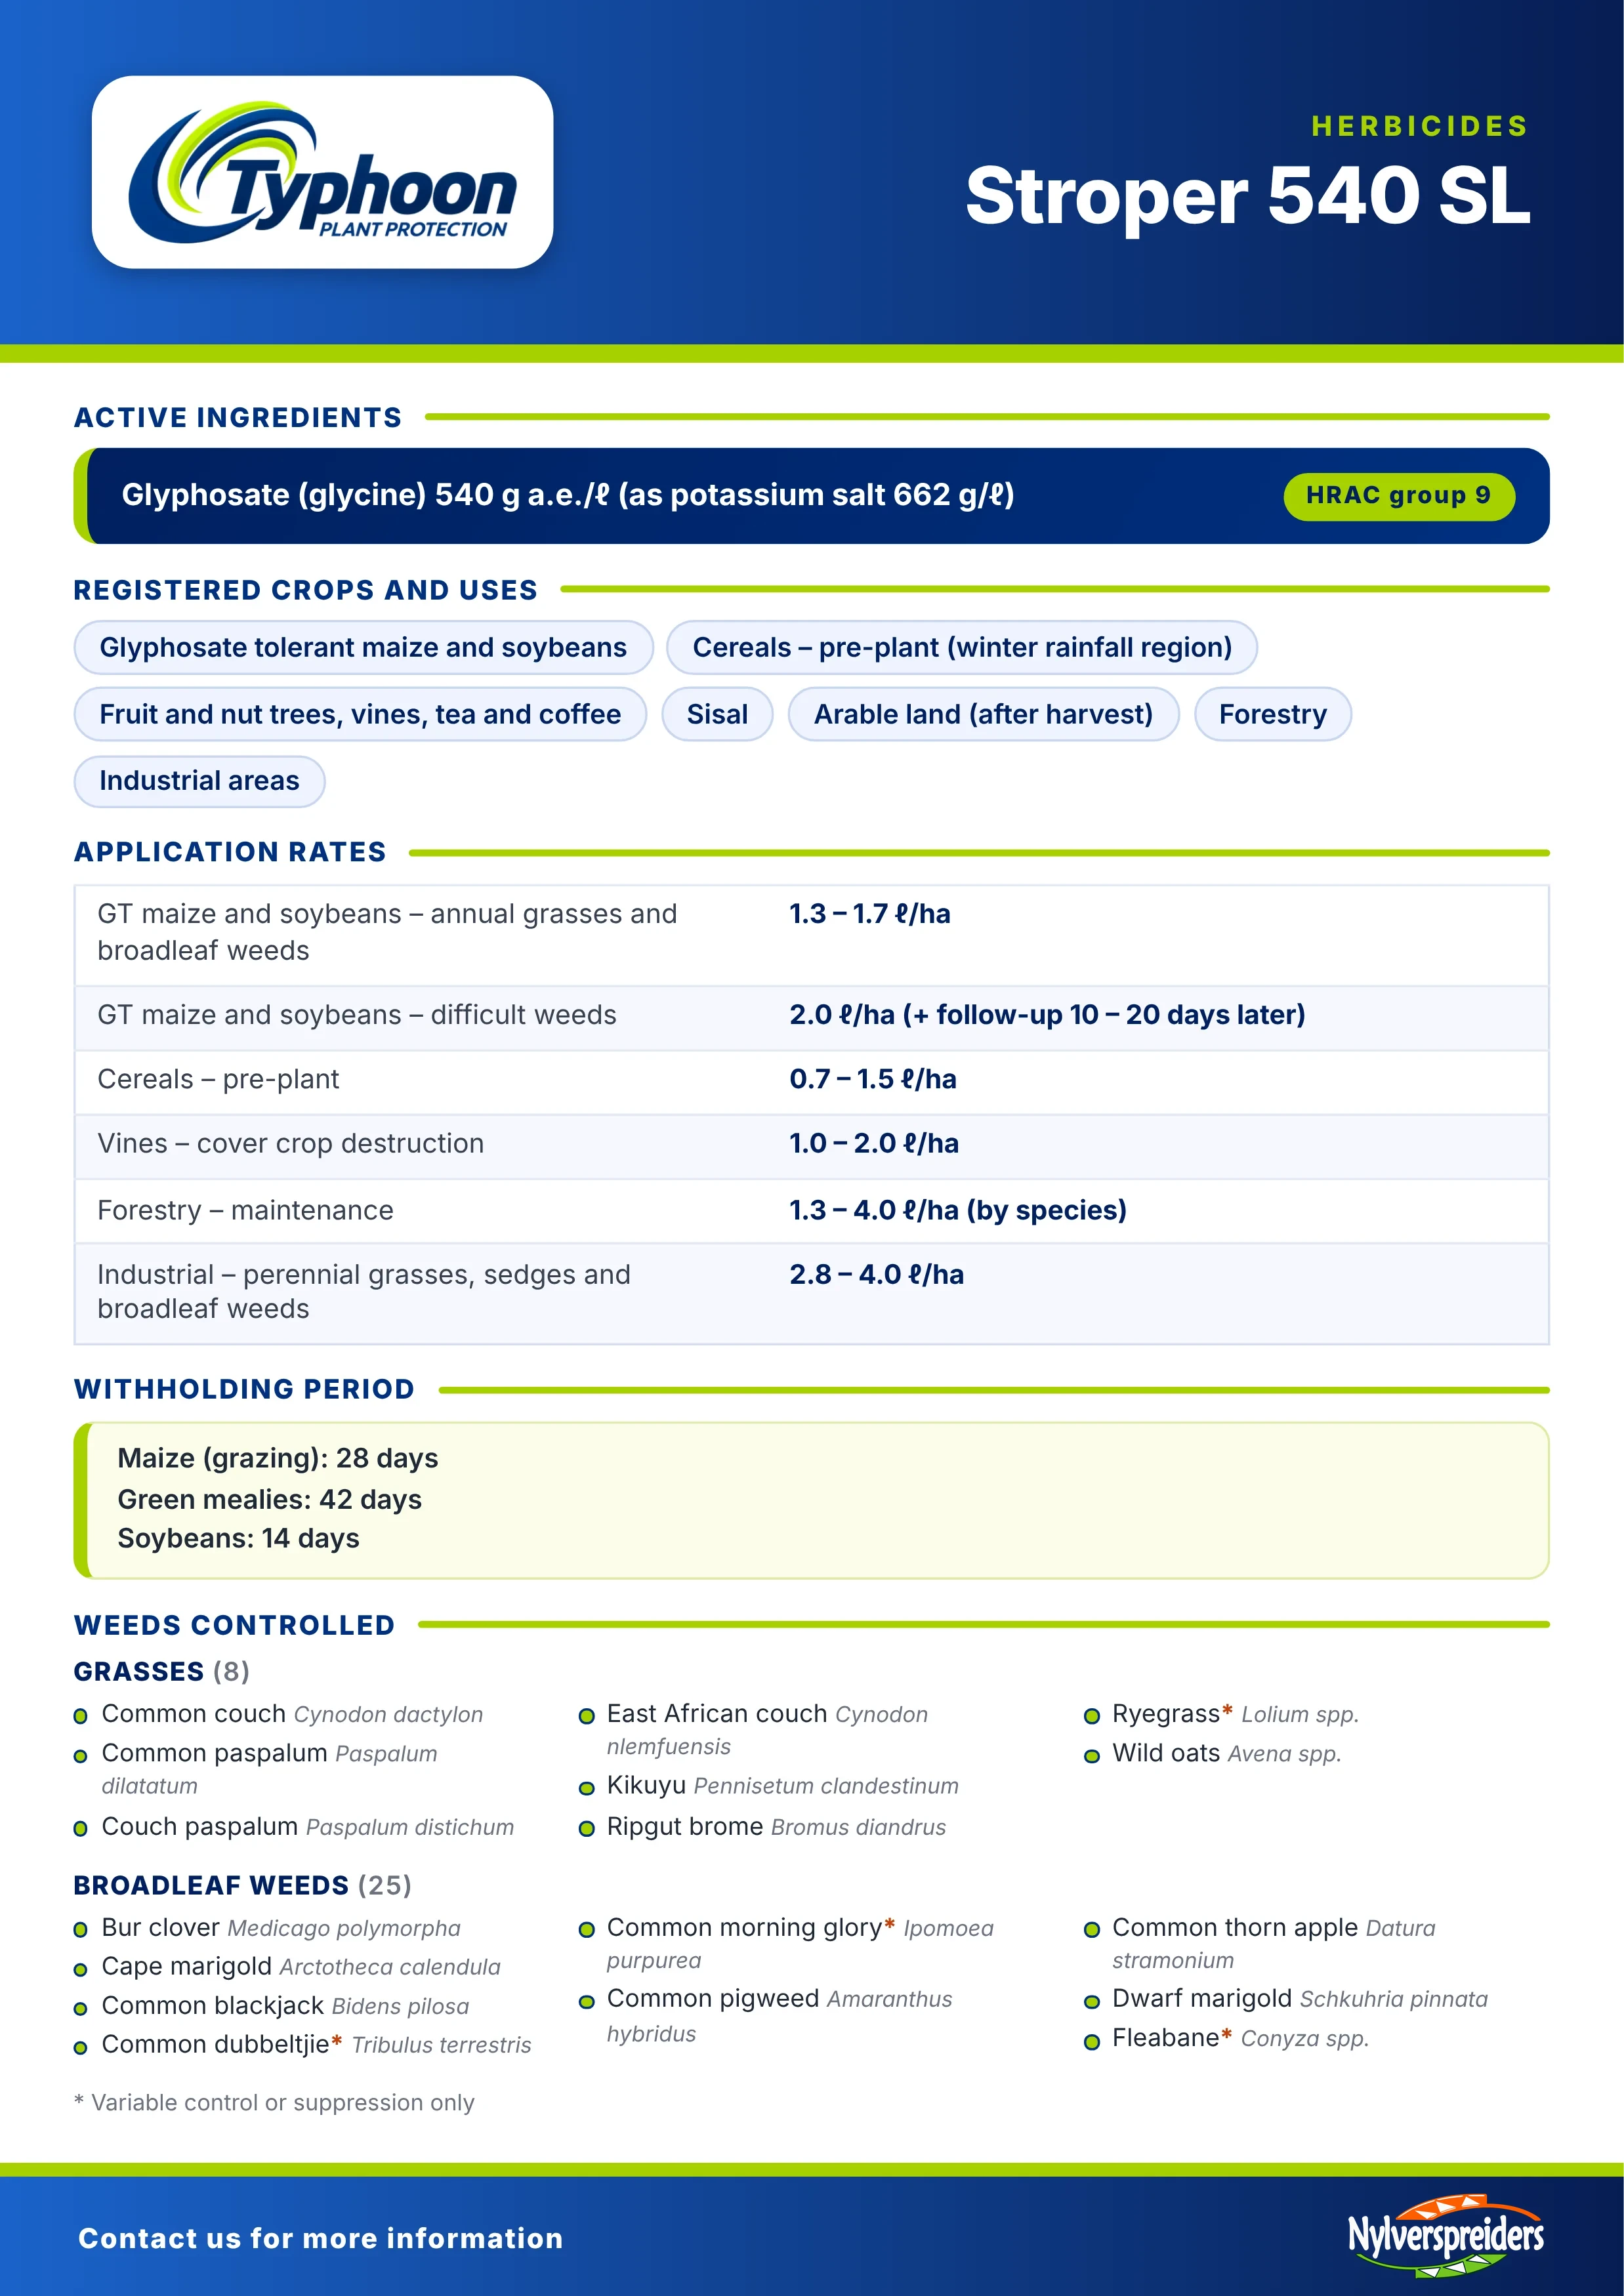 Typhoon
PLANT PROTECTION
HERBICIDES
Stroper 540 SL
ACTIVE INGREDIENTS
Glyphosate (glycine) 540 g a.e./ℓ (as potassium salt 662 g/ℓ)
HRAC group 9
REGISTERED CROPS AND USES
Glyphosate tolerant maize and soybeans
Cereals – pre-plant (winter rainfall region)
Fruit and nut trees, vines, tea and coffee
Sisal
Arable land (after harvest)
Forestry
Industrial areas
APPLICATION RATES
GT maize and soybeans – annual grasses and
broadleaf weeds
1.3 – 1.7 ℓ/ha
GT maize and soybeans – difficult weeds
2.0 ℓ/ha (+ follow-up 10 – 20 days later)
Cereals – pre-plant
0.7 – 1.5 ℓ/ha
Vines – cover crop destruction
1.0 – 2.0 ℓ/ha
Forestry – maintenance
1.3 – 4.0 ℓ/ha (by species)
Industrial – perennial grasses, sedges and
broadleaf weeds
2.8 – 4.0 ℓ/ha
WITHHOLDING PERIOD
Maize (grazing): 28 days
Green mealies: 42 days
Soybeans: 14 days
WEEDS CONTROLLED
GRASSES (8)
Common couch Cynodon dactylon
Common paspalum Paspalum
dilatatum
Couch paspalum Paspalum distichum
East African couch Cynodon
nlemfuensis
Kikuyu Pennisetum clandestinum
Ripgut brome Bromus diandrus
Ryegrass* Lolium spp.
Wild oats Avena spp.
BROADLEAF WEEDS (25)
Bur clover Medicago polymorpha
Cape marigold Arctotheca calendula
Common blackjack Bidens pilosa
Common dubbeltjie* Tribulus terrestris
Common morning glory* Ipomoea
purpurea
Common pigweed Amaranthus
hybridus
Common thorn apple Datura
stramonium
Dwarf marigold Schkuhria pinnata
Fleabane* Conyza spp.
* Variable control or suppression only
Contact us for more information
Nylverspreiders